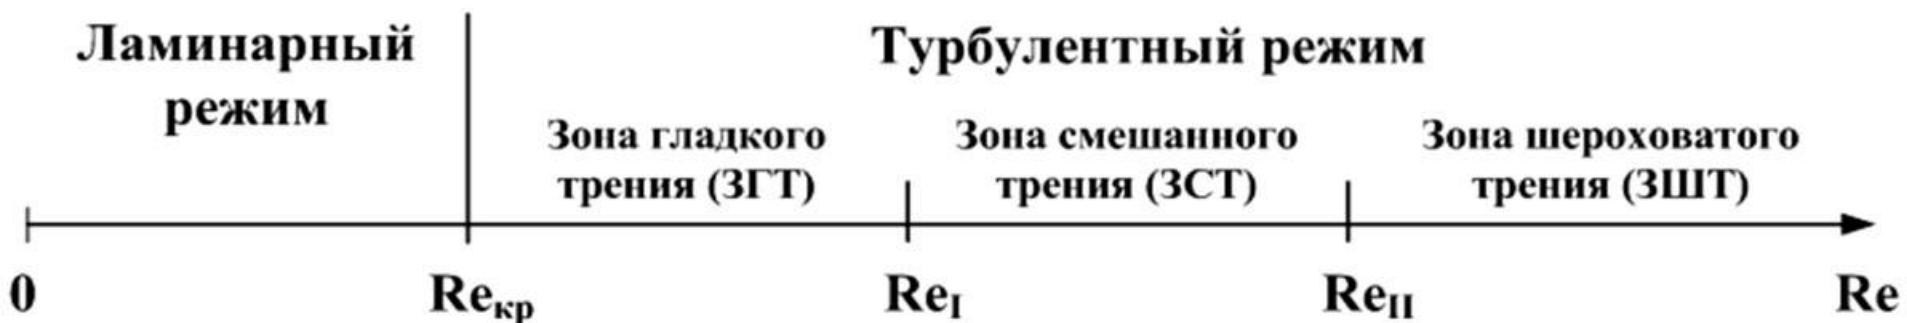 Ламинарный
режим
Турбулентный режим
Зона гладкого
трения (ЗГТ)
Зона смешанного
трения (ЗСТ)
Зона шероховатого
трения (ЗШТ)
0
Reкр
ReI
ReII
Re